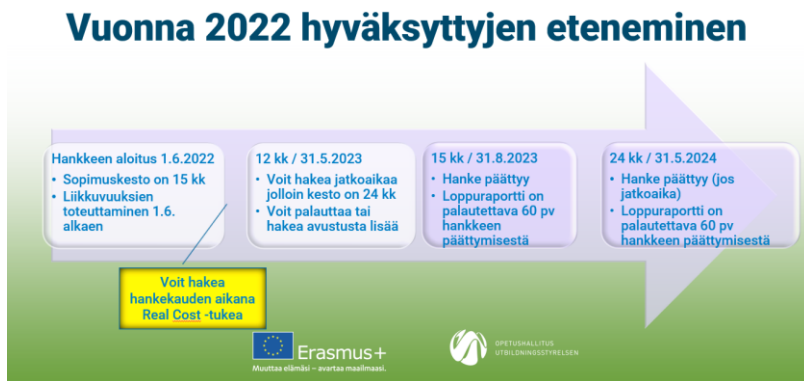 Vuonna 2022 hyväksyttyjen eteneminen
Hankkeen aloitus 1.6.2022
• Sopimuskesto on 15 kk
• Liikkuvuuksien
toteuttaminen 1.6.
alkaen
12 kk / 31.5.2023
• Voit hakea jatkoaikaa
jolloin kesto on 24 kk
• Voit palauttaa tai
hakea avustusta lisää
15 kk / 31.8.2023
• Hanke päättyy
• Loppuraportti on
palautettava 60 pv
hankkeen
päättymisestä
24 kk / 31.5.2024
• Hanke päättyy (jos
jatkoaika)
• Loppuraportti on
palautettava 60 pv
hankkeen päättymisestä
Voit hakea
hankekauden aikana
Real Cost -tukea
Erasmus+
Muuttaa elämäsi – avartaa maailmaasi.
OPETUSHALLITUS
UTBILDNINGSSTYRELSEN